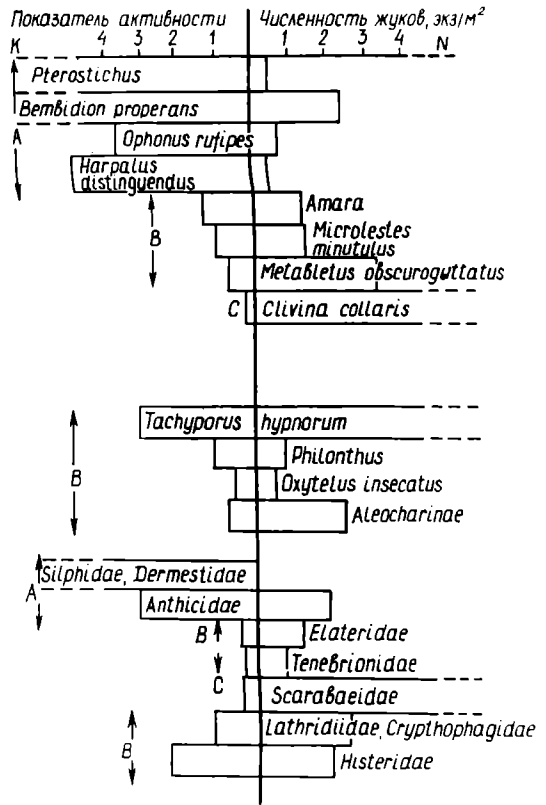 Показатель активности Численность жуков, экз/м²
К 4 3 2 1 1 2 3 4 N
Pterostichus
Bembidion properans
A
Ophonus rufipes
Harpalus
distinguendus
B
Amara
Microlestes
minutulus
Metabletus obscuroguttatus
C Clivina collaris
Tachyporus hypnorum
B
Philonthus
Oxytelus insecatus
Aleocharinae
Silphidae, Dermestidae
A
Anthicidae
B
Elateridae
Tenebrionidae
C
Scarabaeidae
Lathridiidae, Crypthophagidae
B
Histeridae